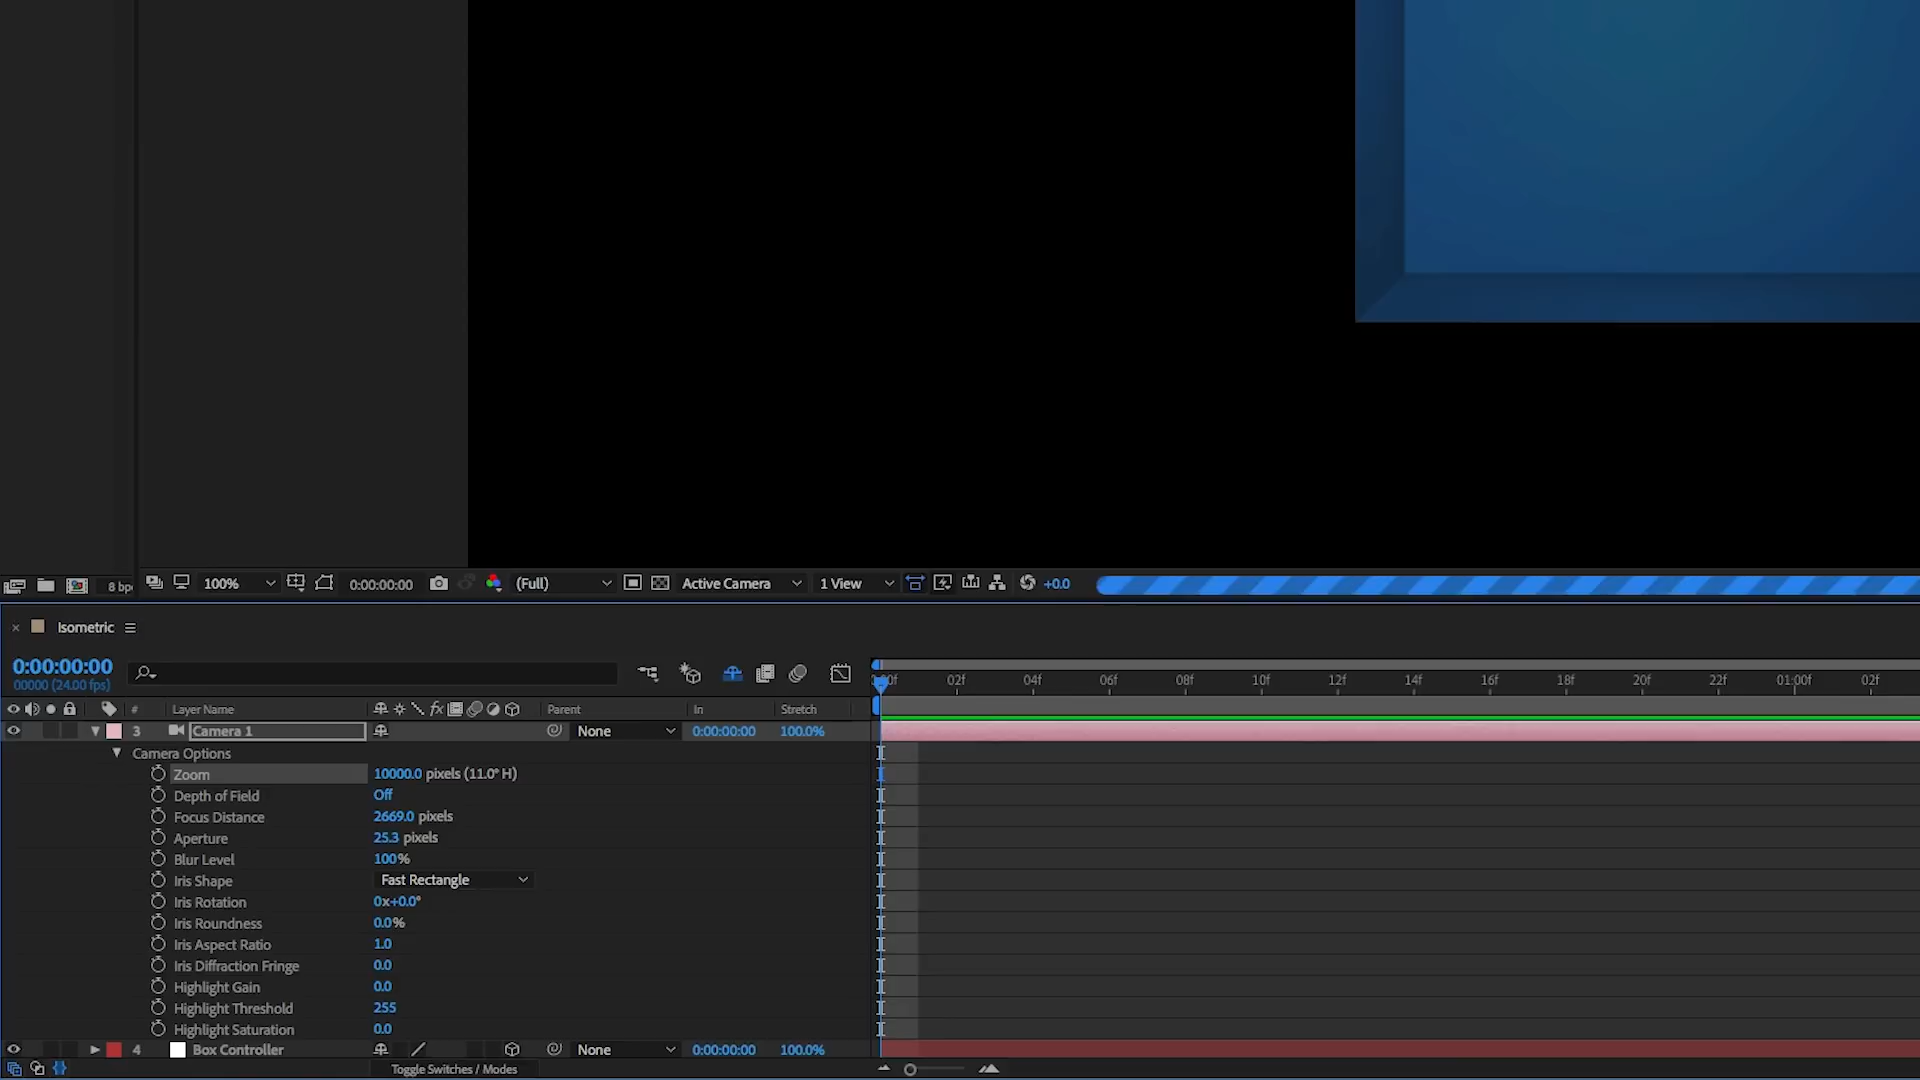 8 bp 100% 0:00:00:00 (Full) Active Camera 1 View +0.0
Isometric
0:00:00:00
00000 (24.00 fps)
02f 04f 06f 08f 10f 12f 14f 16f 18f 20f 22f 01:00f 02f
# Layer Name fx Parent In Stretch
3 Camera 1 None 0:00:00:00 100.0%
Camera Options
Zoom 10000.0 pixels (11.0° H)
Depth of Field Off
Focus Distance 2669.0 pixels
Aperture 25.3 pixels
Blur Level 100%
Iris Shape Fast Rectangle
Iris Rotation 0x+0.0°
Iris Roundness 0.0%
Iris Aspect Ratio 1.0
Iris Diffraction Fringe 0.0
Highlight Gain 0.0
Highlight Threshold 255
Highlight Saturation 0.0
4 Box Controller None 0:00:00:00 100.0%
Toggle Switches / Modes